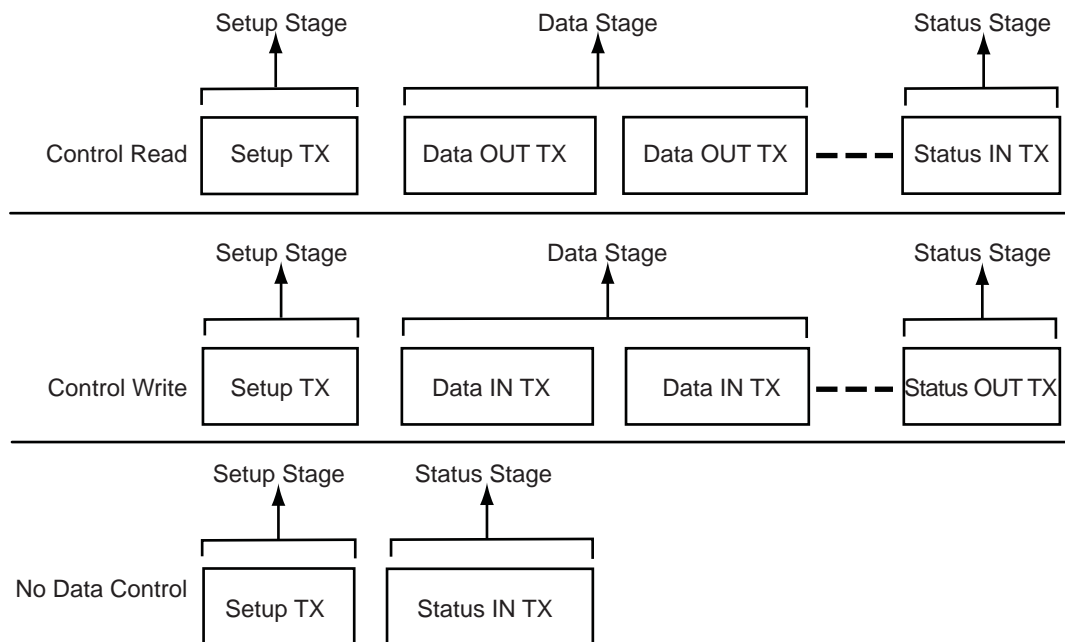 Setup Stage Data Stage Status Stage
Control Read Setup TX Data OUT TX Data OUT TX Status IN TX
Setup Stage Data Stage Status Stage
Control Write Setup TX Data IN TX Data IN TX Status OUT TX
Setup Stage Status Stage
No Data Control Setup TX Status IN TX